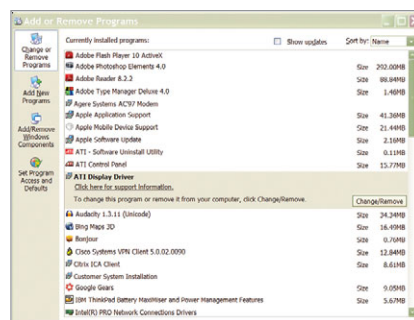 Add or Remove Programs
Change or
Remove
Programs
Add New
Programs
Add/Remove
Windows
Components
Set Program
Access and
Defaults
Currently installed programs:
Show updates
Sort by: Name
Adobe Flash Player 10 ActiveX
Adobe Photoshop Elements 4.0 Size 292.00MB
Adobe Reader 8.2.2 Size 88.84MB
Adobe Type Manager Deluxe 4.0 Size 1.46MB
Agere Systems AC97 Modem
Apple Application Support Size 41.36MB
Apple Mobile Device Support Size 21.44MB
Apple Software Update Size 2.16MB
ATI - Software Uninstall Utility Size 0.11MB
ATI Control Panel Size 15.77MB
ATI Display Driver
Click here for support information.
To change this program or remove it from your computer, click Change/Remove.
Change/Remove
Audacity 1.3.11 (Unicode) Size 34.24MB
Bing Maps 3D Size 16.49MB
Bonjour Size 0.76MB
Cisco Systems VPN Client 5.0.02.0090 Size 12.84MB
Citrix ICA Client Size 8.61MB
Customer System Installation
Google Gears Size 9.05MB
IBM ThinkPad Battery MaxiMiser and Power Management Features Size 5.67MB
Intel(R) PRO Network Connections Drivers